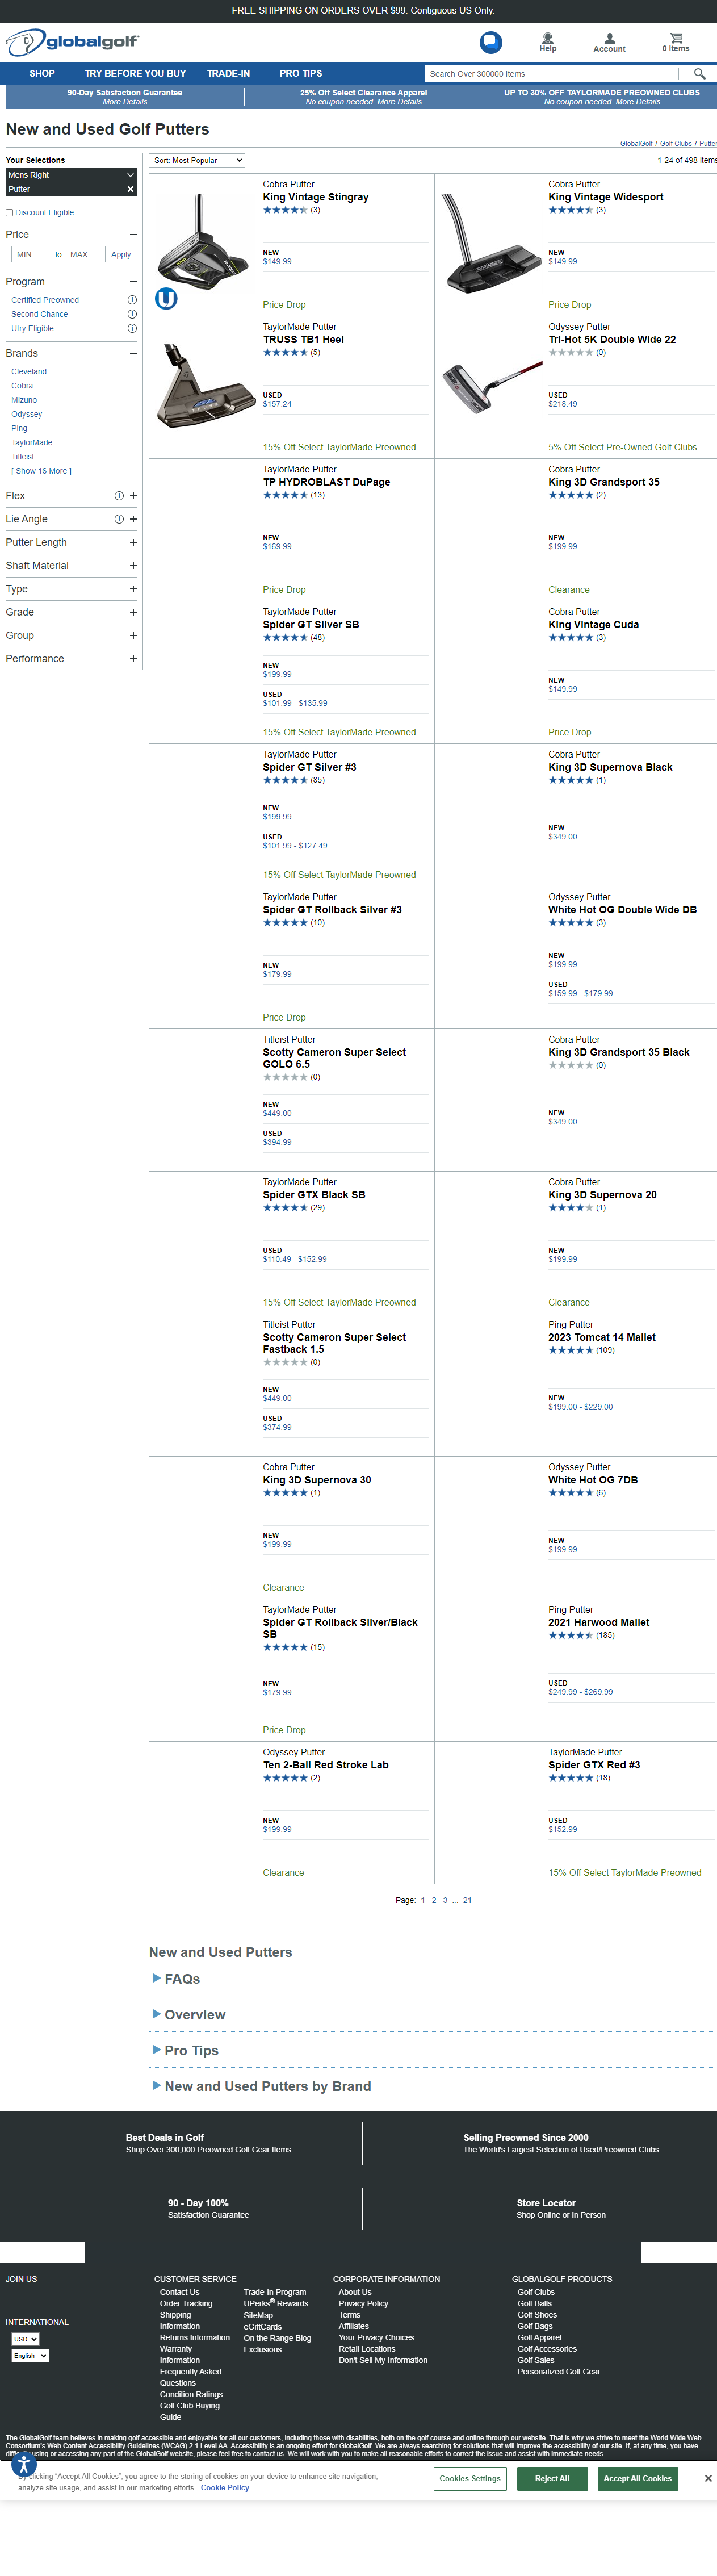 FREE SHIPPING ON ORDERS OVER $99. Contiguous US Only.
globalgolf
Help
Account
0 Items
SHOP
TRY BEFORE YOU BUY
TRADE-IN
PRO TIPS
Search Over 300000 Items
90-Day Satisfaction Guarantee
More Details
25% Off Select Clearance Apparel
No coupon needed. More Details
UP TO 30% OFF TAYLORMADE PREOWNED CLUBS
No coupon needed. More Details
New and Used Golf Putters
GlobalGolf / Golf Clubs / Putter
Your Selections
Mens Right
Putter
Discount Eligible
Price
MIN to MAX Apply
Program
Certified Preowned
Second Chance
Utry Eligible
Brands
Cleveland
Cobra
Mizuno
Odyssey
Ping
TaylorMade
Titleist
[ Show 16 More ]
Flex
Lie Angle
Putter Length
Shaft Material
Type
Grade
Group
Performance
Sort: Most Popular
1-24 of 498 items
Cobra Putter
King Vintage Stingray
(3)
NEW
$149.99
Price Drop
U
Cobra Putter
King Vintage Widesport
(3)
NEW
$149.99
Price Drop
TaylorMade Putter
TRUSS TB1 Heel
(5)
USED
$157.24
15% Off Select TaylorMade Preowned
Odyssey Putter
Tri-Hot 5K Double Wide 22
(0)
USED
$218.49
5% Off Select Pre-Owned Golf Clubs
TaylorMade Putter
TP HYDROBLAST DuPage
(13)
NEW
$169.99
Price Drop
Cobra Putter
King 3D Grandsport 35
(2)
NEW
$199.99
Clearance
TaylorMade Putter
Spider GT Silver SB
(48)
NEW
$199.99
USED
$101.99 - $135.99
15% Off Select TaylorMade Preowned
Cobra Putter
King Vintage Cuda
(3)
NEW
$149.99
Price Drop
TaylorMade Putter
Spider GT Silver #3
(85)
NEW
$199.99
USED
$101.99 - $127.49
15% Off Select TaylorMade Preowned
Cobra Putter
King 3D Supernova Black
(1)
NEW
$349.00
TaylorMade Putter
Spider GT Rollback Silver #3
(10)
NEW
$179.99
Price Drop
Odyssey Putter
White Hot OG Double Wide DB
(3)
NEW
$199.99
USED
$159.99 - $179.99
Titleist Putter
Scotty Cameron Super Select
GOLO 6.5
(0)
NEW
$449.00
USED
$394.99
Cobra Putter
King 3D Grandsport 35 Black
(0)
NEW
$349.00
TaylorMade Putter
Spider GTX Black SB
(29)
USED
$110.49 - $152.99
15% Off Select TaylorMade Preowned
Cobra Putter
King 3D Supernova 20
(1)
NEW
$199.99
Clearance
Titleist Putter
Scotty Cameron Super Select
Fastback 1.5
(0)
NEW
$449.00
USED
$374.99
Ping Putter
2023 Tomcat 14 Mallet
(109)
NEW
$199.00 - $229.00
Cobra Putter
King 3D Supernova 30
(1)
NEW
$199.99
Clearance
Odyssey Putter
White Hot OG 7DB
(6)
NEW
$199.99
TaylorMade Putter
Spider GT Rollback Silver/Black
SB
(15)
NEW
$179.99
Price Drop
Ping Putter
2021 Harwood Mallet
(185)
USED
$249.99 - $269.99
Odyssey Putter
Ten 2-Ball Red Stroke Lab
(2)
NEW
$199.99
Clearance
TaylorMade Putter
Spider GTX Red #3
(18)
USED
$152.99
15% Off Select TaylorMade Preowned
Page: 1 2 3 ... 21
New and Used Putters
FAQs
Overview
Pro Tips
New and Used Putters by Brand
Best Deals in Golf
Shop Over 300,000 Preowned Golf Gear Items
Selling Preowned Since 2000
The World's Largest Selection of Used/Preowned Clubs
90 - Day 100%
Satisfaction Guarantee
Store Locator
Shop Online or In Person
JOIN US
INTERNATIONAL
USD
English
CUSTOMER SERVICE
Contact Us
Order Tracking
Shipping
Information
Returns Information
Warranty
Information
Frequently Asked
Questions
Condition Ratings
Golf Club Buying
Guide
Trade-In Program
UPerks® Rewards
SiteMap
eGiftCards
On the Range Blog
Exclusions
CORPORATE INFORMATION
About Us
Privacy Policy
Terms
Affiliates
Your Privacy Choices
Retail Locations
Don't Sell My Information
GLOBALGOLF PRODUCTS
Golf Clubs
Golf Balls
Golf Shoes
Golf Bags
Golf Apparel
Golf Accessories
Golf Sales
Personalized Golf Gear
The GlobalGolf team believes in making golf accessible and enjoyable for all our customers, including those with disabilities, both on the golf course and online through our website. That is why we strive to meet the World Wide Web
Consortium's Web Content Accessibility Guidelines (WCAG) 2.1 Level AA. Accessibility is an ongoing effort for GlobalGolf. We are always searching for solutions that will improve the accessibility of our site. If, at any time, you have
using or accessing any part of the GlobalGolf website, please feel free to contact us. We will work with you to make all reasonable efforts to correct the issue and assist with immediate needs.
By clicking "Accept All Cookies", you agree to the storing of cookies on your device to enhance site navigation,
analyze site usage, and assist in our marketing efforts. Cookie Policy
Cookies Settings
Reject All
Accept All Cookies